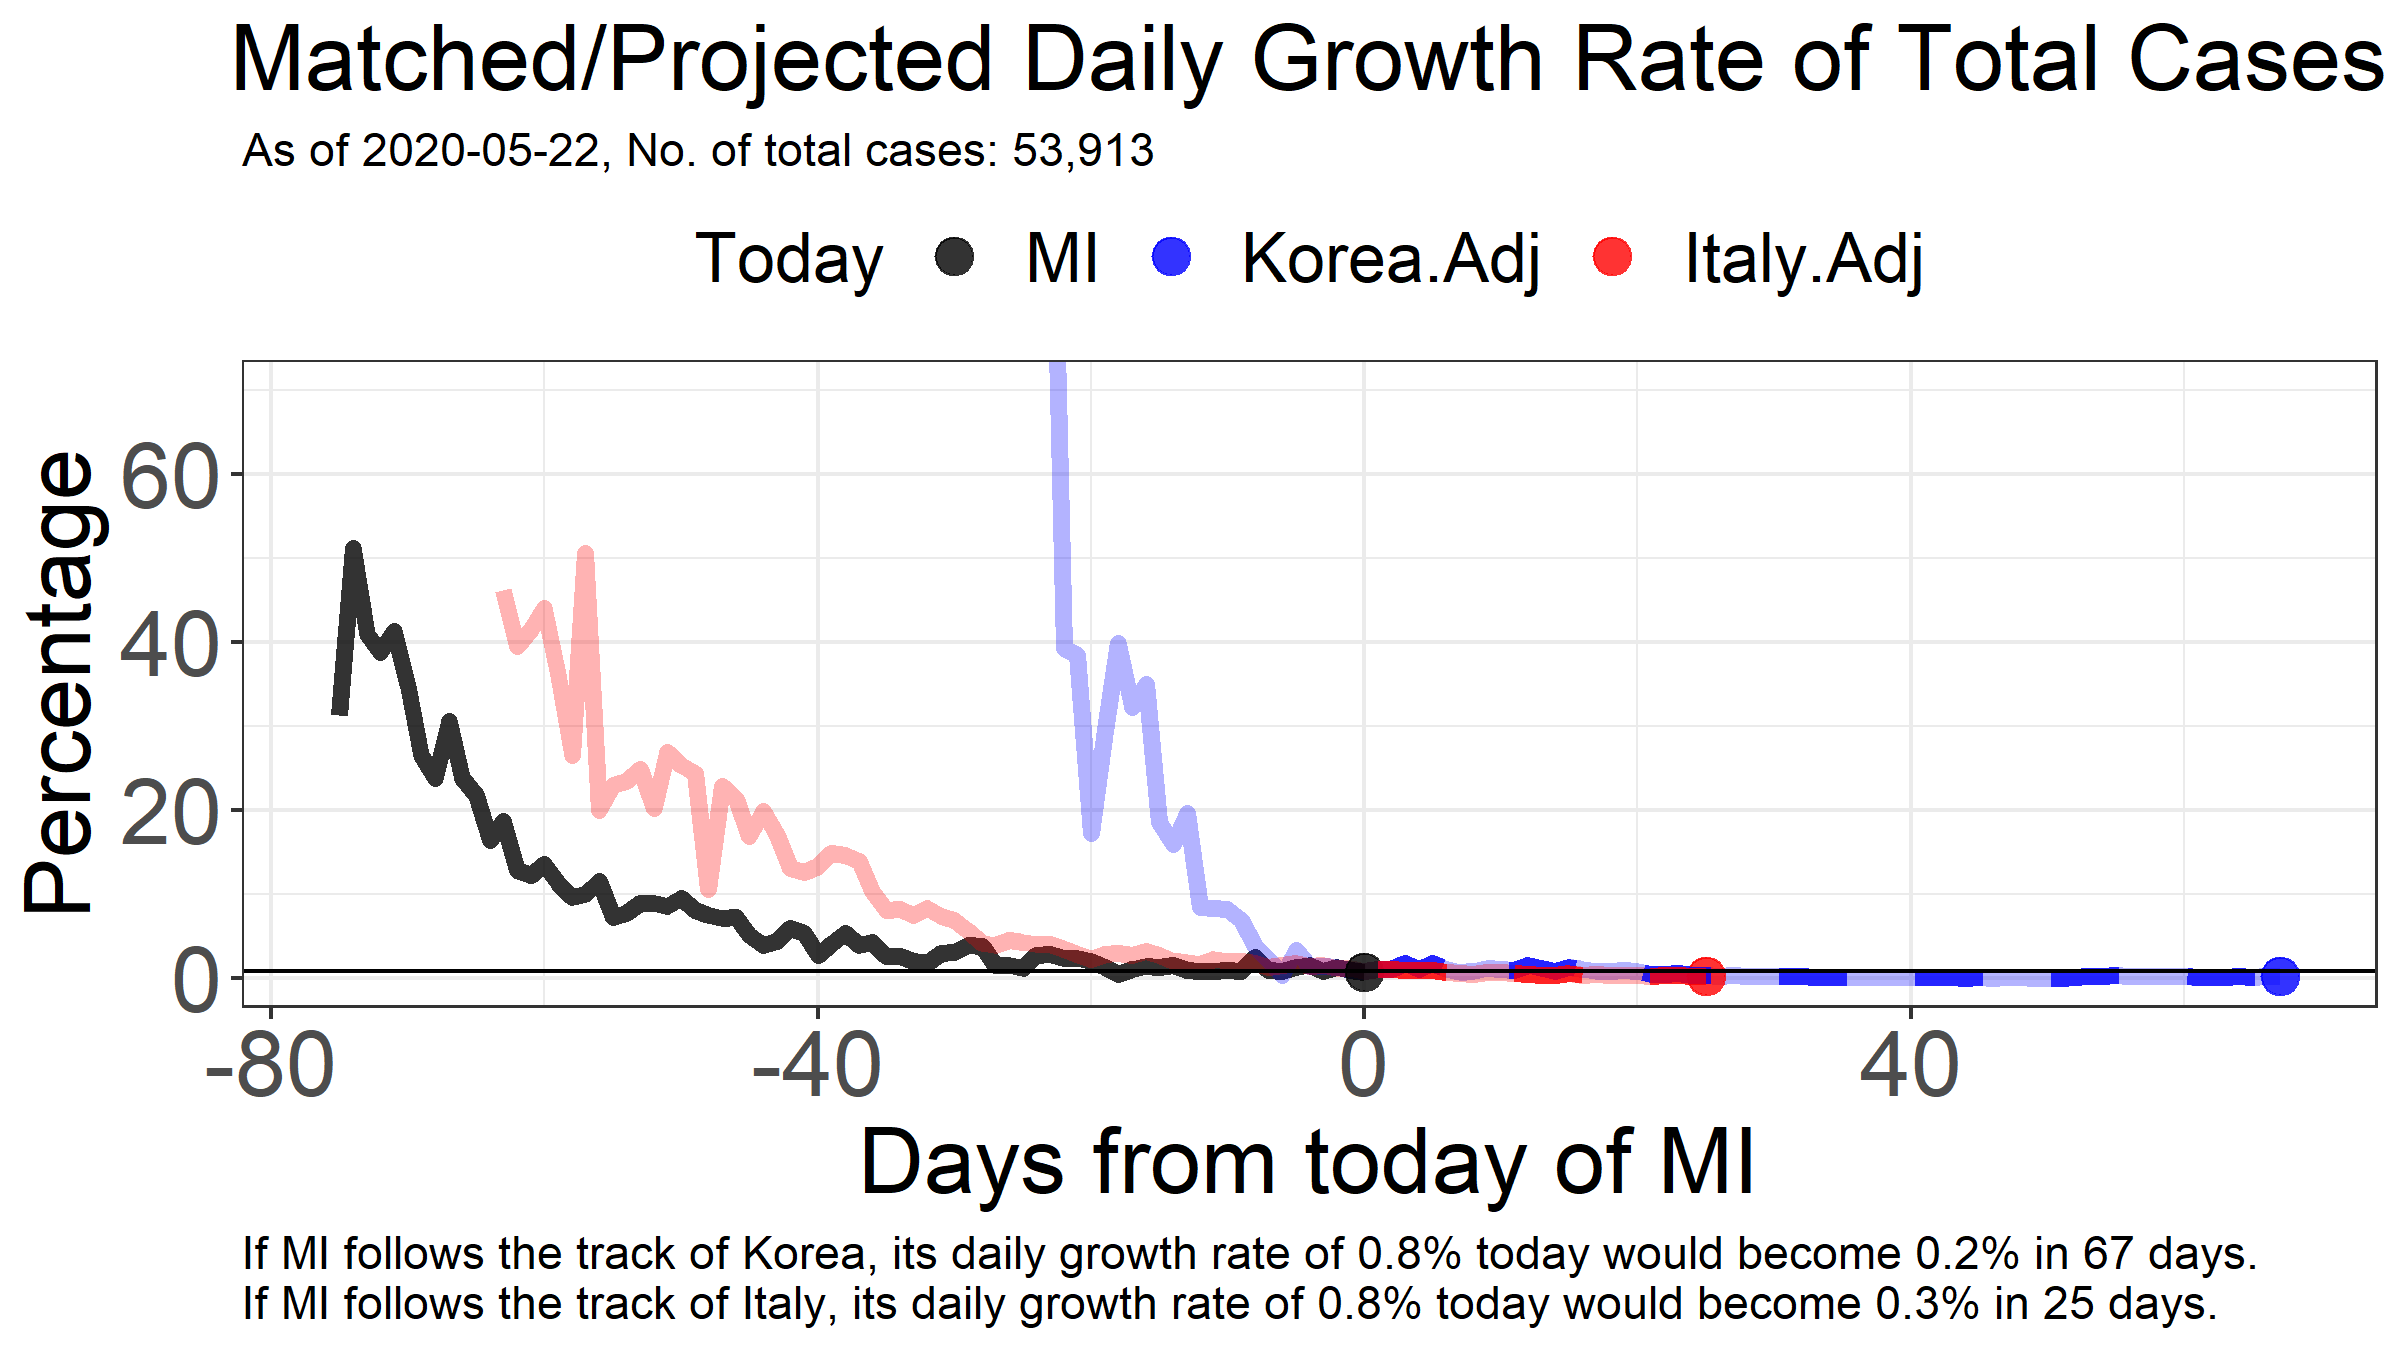 Matched/Projected Daily Growth Rate of Total Cases
As of 2020-05-22, No. of total cases: 53,913
Today MI Korea.Adj Italy.Adj
Percentage
60
40
20
0
-80 -40 0 40
Days from today of MI
If MI follows the track of Korea, its daily growth rate of 0.8% today would become 0.2% in 67 days.
If MI follows the track of Italy, its daily growth rate of 0.8% today would become 0.3% in 25 days.